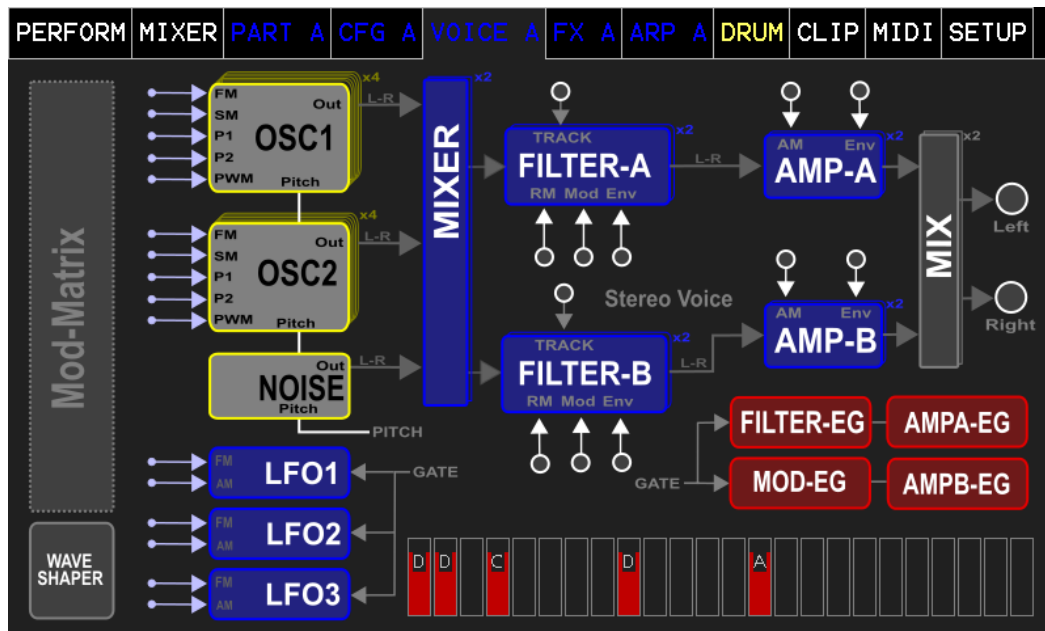 PERFORM MIXER PART A CFG A VOICE A FX A ARP A DRUM CLIP MIDI SETUP
Mod-Matrix
WAVE
SHAPER
x4
FM
SM
P1
P2
PWM
OSC1
Out
Pitch
L-R
x4
FM
SM
P1
P2
PWM
OSC2
Out
Pitch
L-R
NOISE
Out
Pitch
L-R
PITCH
FM
AM
LFO1
GATE
FM
AM
LFO2
FM
AM
LFO3
MIXER
x2
TRACK
x2
FILTER-A
RM Mod Env
L-R
Stereo Voice
TRACK
x2
FILTER-B
RM Mod Env
L-R
AM Env
x2
AMP-A
AM Env
x2
AMP-B
MIX
x2
Left
Right
GATE
FILTER-EG
AMPA-EG
MOD-EG
AMPB-EG
D D C D A